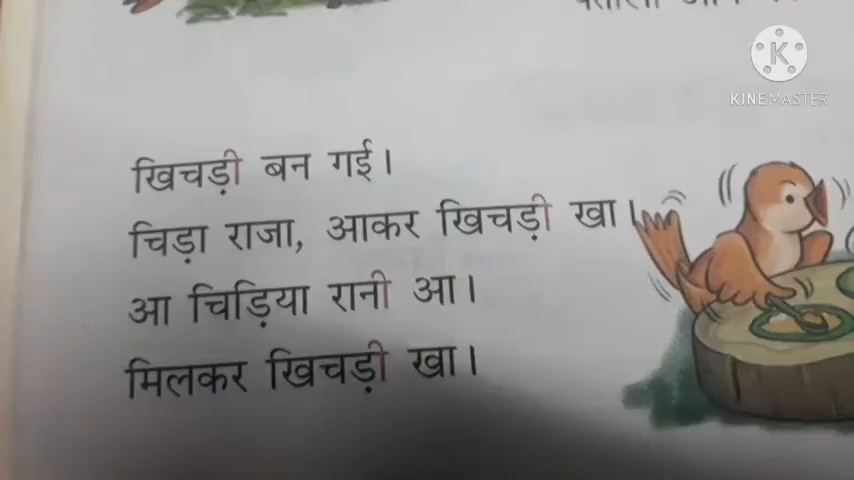 KINEMASTER
खिचड़ी बन गई।
चिड़ा राजा, आकर खिचड़ी खा।
आ चिड़िया रानी आ।
मिलकर खिचड़ी खा।